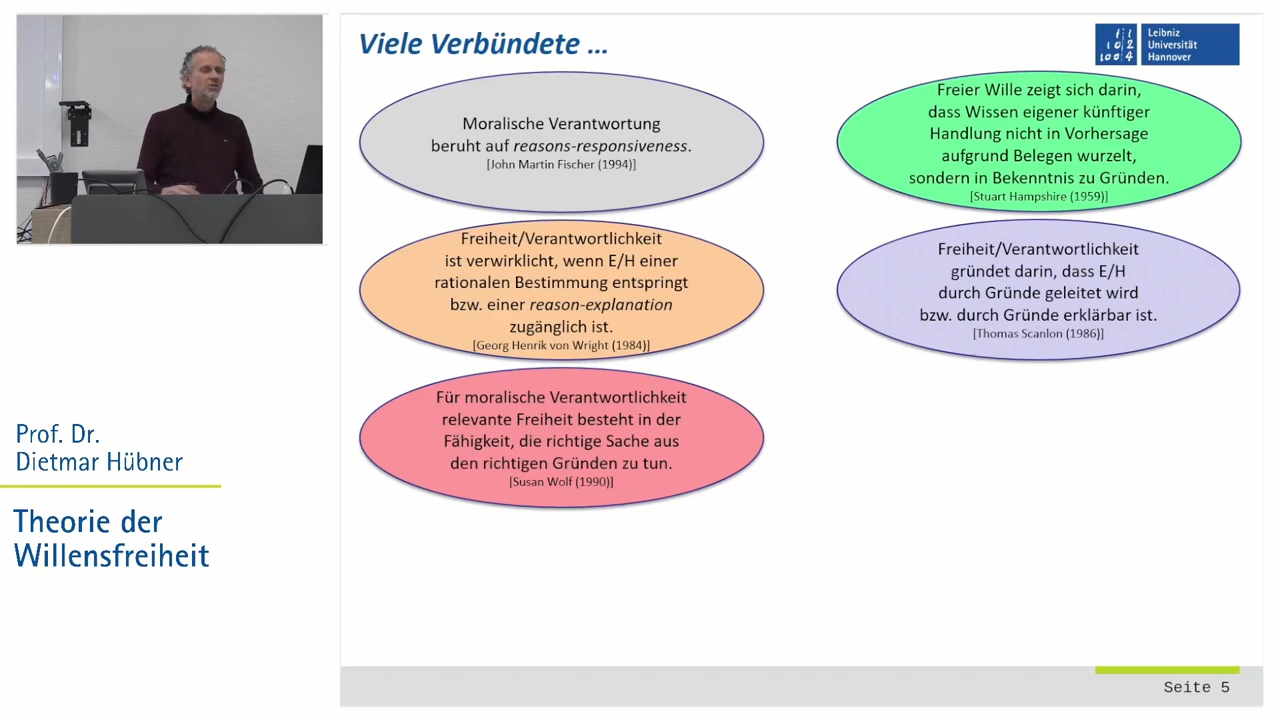 Viele Verbündete ...
Leibniz
Universität
Hannover
Moralische Verantwortung
beruht auf reasons-responsiveness.
[John Martin Fischer (1994)]
Freier Wille zeigt sich darin,
dass Wissen eigener künftiger
Handlung nicht in Vorhersage
aufgrund Belegen wurzelt,
sondern in Bekenntnis zu Gründen.
[Stuart Hampshire (1959)]
Freiheit/Verantwortlichkeit
ist verwirklicht, wenn E/H einer
rationalen Bestimmung entspringt
bzw. einer reason-explanation
zugänglich ist.
[Georg Henrik von Wright (1984)]
Freiheit/Verantwortlichkeit
gründet darin, dass E/H
durch Gründe geleitet wird
bzw. durch Gründe erklärbar ist.
[Thomas Scanlon (1986)]
Für moralische Verantwortlichkeit
relevante Freiheit besteht in der
Fähigkeit, die richtige Sache aus
den richtigen Gründen zu tun.
[Susan Wolf (1990)]
Prof. Dr.
Dietmar Hübner
Theorie der
Willensfreiheit
Seite 5